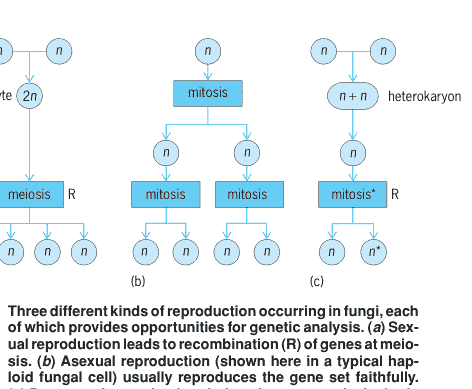 n n n n n
yte 2n mitosis n + n heterokaryon
n n n
meiosis R mitosis mitosis mitosis* R
n n n n n n n n n*
(b) (c)
Three different kinds of reproduction occurring in fungi, each
of which provides opportunities for genetic analysis. (a) Sex-
ual reproduction leads to recombination (R) of genes at meio-
sis. (b) Asexual reproduction (shown here in a typical hap-
loid fungal cell) usually reproduces the gene set faithfully.